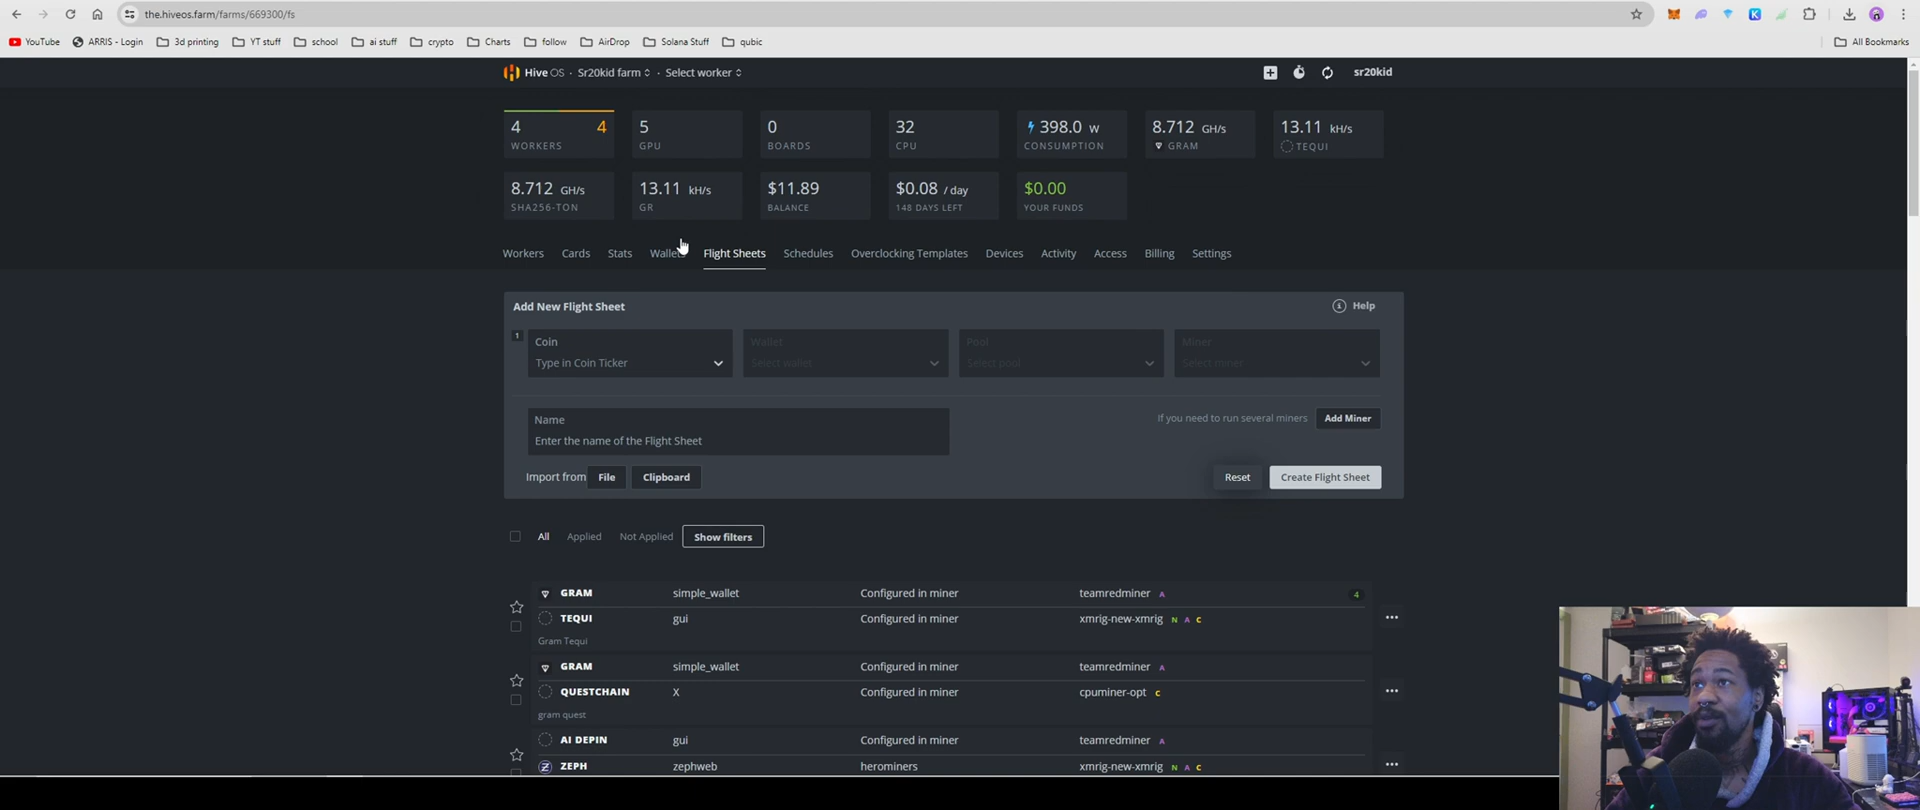 the.hiveos.farm/farms/669300/fs
YouTube ARRIS - Login 3d printing YT stuff school ai stuff crypto Charts follow AirDrop Solana Stuff qubic All Bookmarks
Hive OS · Sr20kid farm · Select worker sr20kid
4 4 5 0 32 398.0 W 8.712 GH/s 13.11 kH/s
WORKERS GPU BOARDS CPU CONSUMPTION GRAM TEQUI
8.712 GH/s 13.11 kH/s $11.89 $0.08 / day $0.00
SHA256-TON GR BALANCE 148 DAYS LEFT YOUR FUNDS
Workers Cards Stats Flight Sheets Schedules Overclocking Templates Devices Activity Access Billing Settings
Add New Flight Sheet Help
1 Coin Wallet Pool Miner
Type in Coin Ticker Select wallet Select pool Select miner
Name If you need to run several miners Add Miner
Enter the name of the Flight Sheet
Import from File Clipboard Reset Create Flight Sheet
All Applied Not Applied Show filters
GRAM simple_wallet Configured in miner teamredminer A 4
TEQUI gui Configured in miner xmrig-new-xmrig N A C
Gram Tequi
GRAM simple_wallet Configured in miner teamredminer A
QUESTCHAIN X Configured in miner cpuminer-opt C
gram quest
AI DEPIN gui Configured in miner teamredminer A
ZEPH zephweb herominers xmrig-new-xmrig N A C